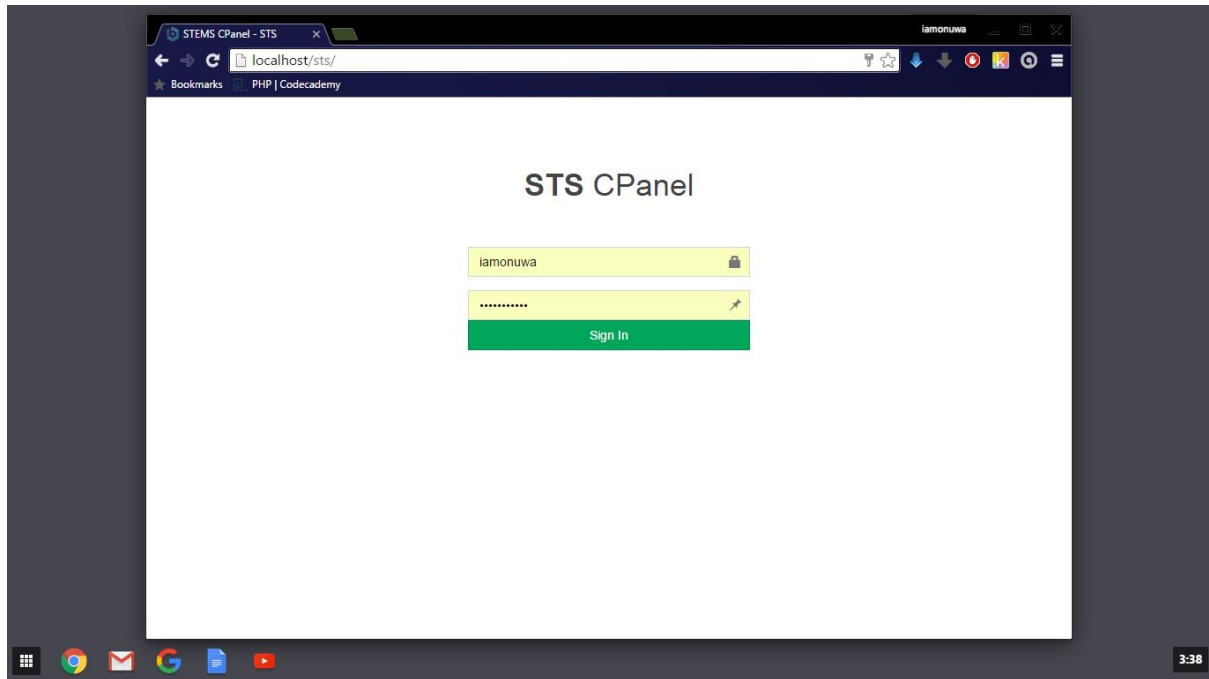 STEMS CPanel - STS
iamonuwa
localhost/sts/
Bookmarks
PHP | Codecademy
STS CPanel
iamonuwa
•••••••••••
Sign In
3:38